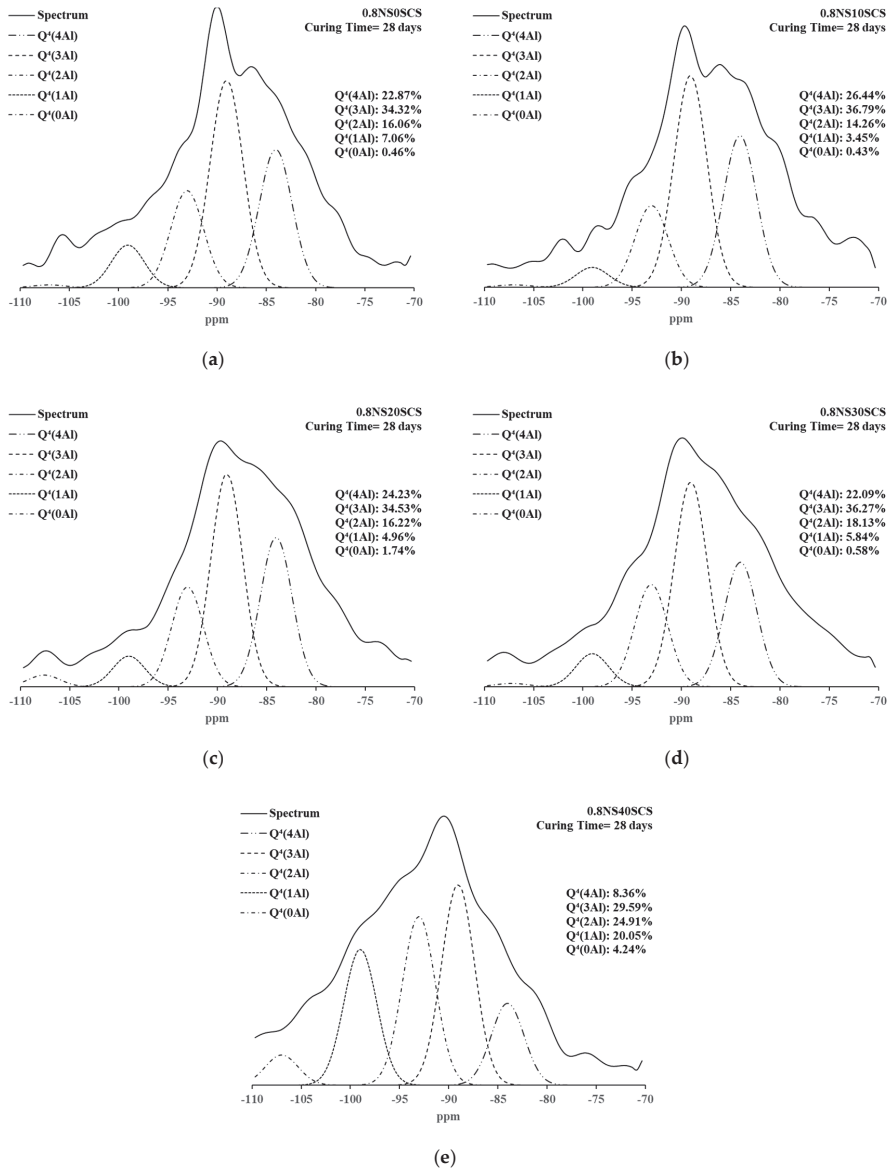 Spectrum
Q⁴(4Al)
Q⁴(3Al)
Q⁴(2Al)
Q⁴(1Al)
Q⁴(0Al)
0.8NS0SCS
Curing Time= 28 days
Q⁴(4Al): 22.87%
Q⁴(3Al): 34.32%
Q⁴(2Al): 16.06%
Q⁴(1Al): 7.06%
Q⁴(0Al): 0.46%
-110 -105 -100 -95 -90 -85 -80 -75 -70
ppm
(a)
Spectrum
Q⁴(4Al)
Q⁴(3Al)
Q⁴(2Al)
Q⁴(1Al)
Q⁴(0Al)
0.8NS10SCS
Curing Time= 28 days
Q⁴(4Al): 26.44%
Q⁴(3Al): 36.79%
Q⁴(2Al): 14.26%
Q⁴(1Al): 3.45%
Q⁴(0Al): 0.43%
-110 -105 -100 -95 -90 -85 -80 -75 -70
ppm
(b)
Spectrum
Q⁴(4Al)
Q⁴(3Al)
Q⁴(2Al)
Q⁴(1Al)
Q⁴(0Al)
0.8NS20SCS
Curing Time= 28 days
Q⁴(4Al): 24.23%
Q⁴(3Al): 34.53%
Q⁴(2Al): 16.22%
Q⁴(1Al): 4.96%
Q⁴(0Al): 1.74%
-110 -105 -100 -95 -90 -85 -80 -75 -70
ppm
(c)
Spectrum
Q⁴(4Al)
Q⁴(3Al)
Q⁴(2Al)
Q⁴(1Al)
Q⁴(0Al)
0.8NS30SCS
Curing Time= 28 days
Q⁴(4Al): 22.09%
Q⁴(3Al): 36.27%
Q⁴(2Al): 18.13%
Q⁴(1Al): 5.84%
Q⁴(0Al): 0.58%
-110 -105 -100 -95 -90 -85 -80 -75 -70
ppm
(d)
Spectrum
Q⁴(4Al)
Q⁴(3Al)
Q⁴(2Al)
Q⁴(1Al)
Q⁴(0Al)
0.8NS40SCS
Curing Time= 28 days
Q⁴(4Al): 8.36%
Q⁴(3Al): 29.59%
Q⁴(2Al): 24.91%
Q⁴(1Al): 20.05%
Q⁴(0Al): 4.24%
-110 -105 -100 -95 -90 -85 -80 -75 -70
ppm
(e)